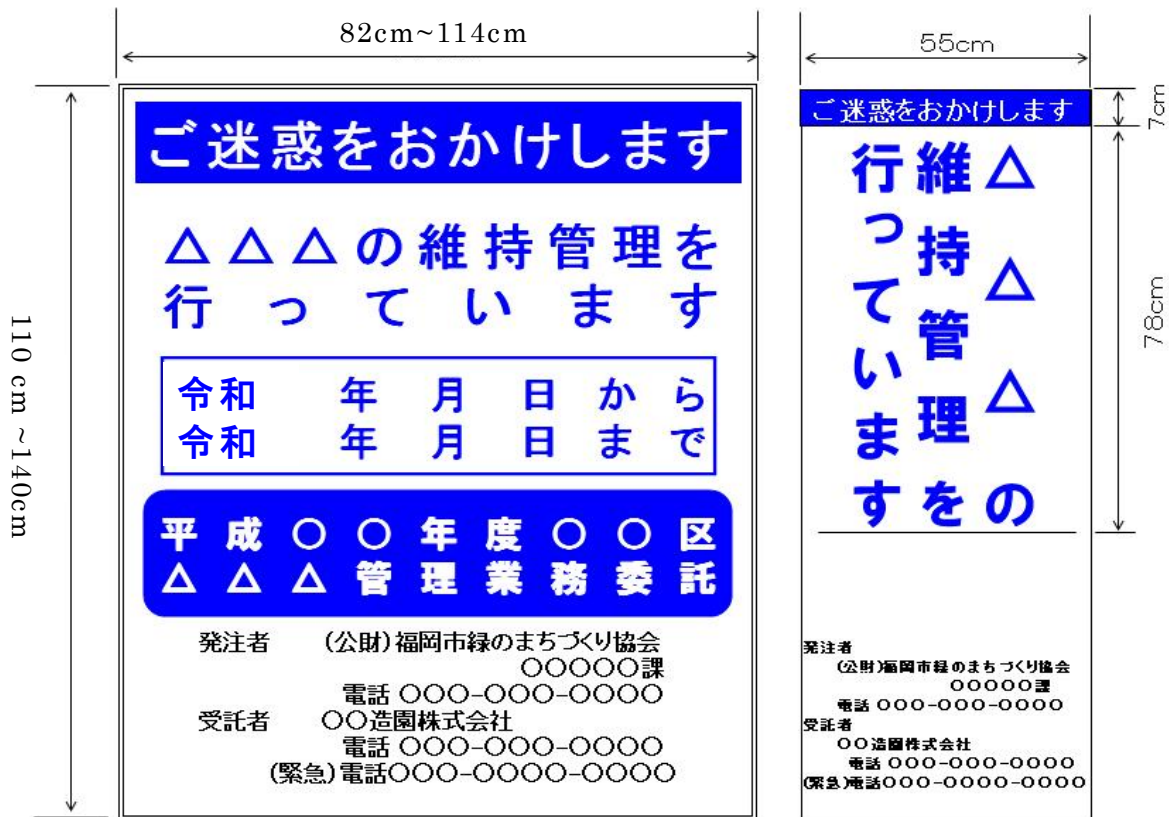 82cm~114cm
110 cm ~140cm
ご迷惑をおかけします
△△△の維持管理を
行っています
令和 年 月 日 から
令和 年 月 日 まで
平成○○年度○○区
△△△管理業務委託
発注者 (公財)福岡市緑のまちづくり協会
○○○○○課
電話 ○○○-○○○-○○○○
受託者 ○○造園株式会社
電話 ○○○-○○○-○○○○
(緊急)電話○○○-○○○○-○○○○
55cm
7cm
78cm
ご迷惑をおかけします
△△△の
維持管理を
行っています
発注者
(公財)福岡市緑のまちづくり協会
○○○○○課
電話 ○○○-○○○-○○○○
受託者
○○造園株式会社
電話 ○○○-○○○-○○○○
(緊急)電話○○○-○○○○-○○○○